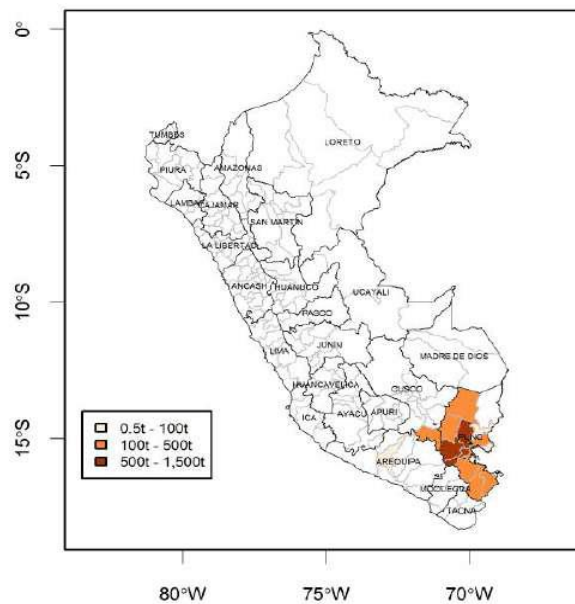 0°
TUMBES
LORETO
5°S
PIURA
AMAZONAS
SAN MARTIN
LA LIBERTAD
10°S
ANCASH
HUANUCO
UCAYALI
PASCO
LIMA
JUNIN
MADRE DE DIOS
HUANCAVELICA
CUSCO
ICA
AYACU
APURI
0.5t - 100t
100t - 500t
500t - 1,500t
15°S
AREQUIPA
MOQUEGUA
TACNA
80°W
75°W
70°W